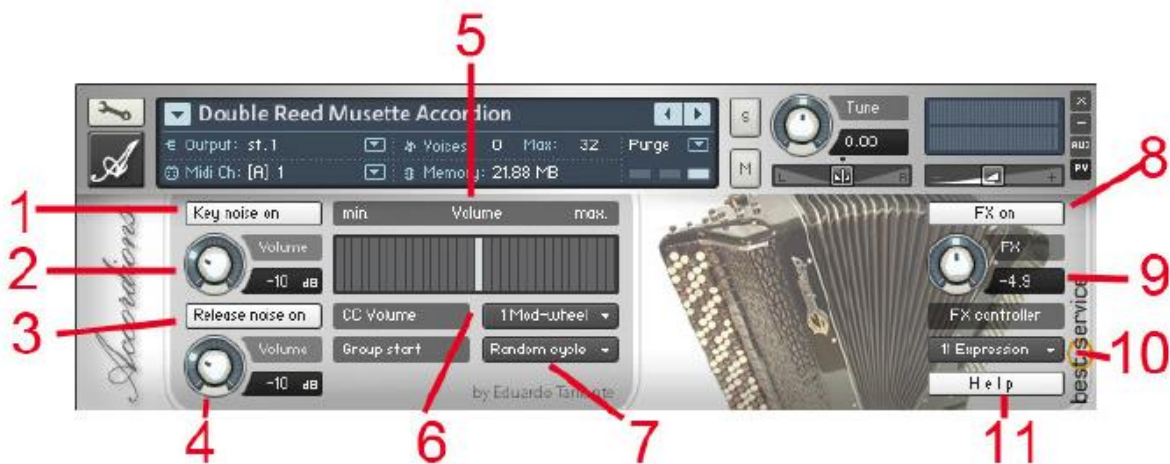 5
Double Reed Musette Accordion
S
Tune
×
−
Output: st.1
Voices: 0 Max: 32
Purge
0.00
AUX
A
Midi Ch: [A] 1
Memory: 21.88 MB
M
L
R
−
+
PV
8
1
Key noise on
min. Volume max.
FX on
2
Volume
-10 dB
FX
-4.9
9
3
Release noise on
CC Volume
1 Mod-wheel
FX controller
Volume
-10 dB
Group start
Random cycle
11 Expression
10
by Eduardo Tarilonte
Help
Accordions
bestservice
4
6
7
11